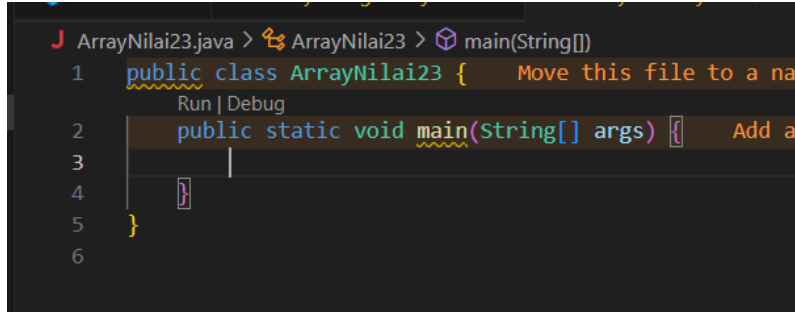 J ArrayNilai23.java > ArrayNilai23 > main(String[])
1 public class ArrayNilai23 { Move this file to a na
Run | Debug
2 public static void main(String[] args) { Add a
3
4 }
5 }
6